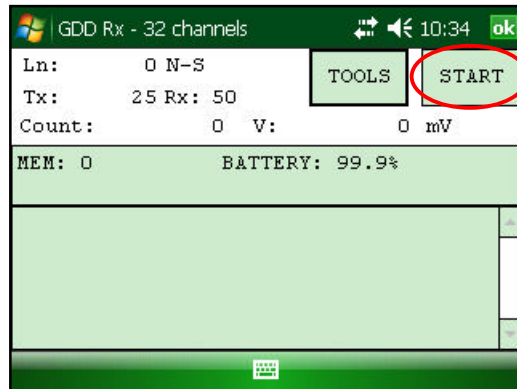 GDD Rx - 32 channels 10:34 ok
Ln: 0 N-S TOOLS START
Tx: 25 Rx: 50
Count: 0 V: 0 mV
MEM: 0 BATTERY: 99.9%